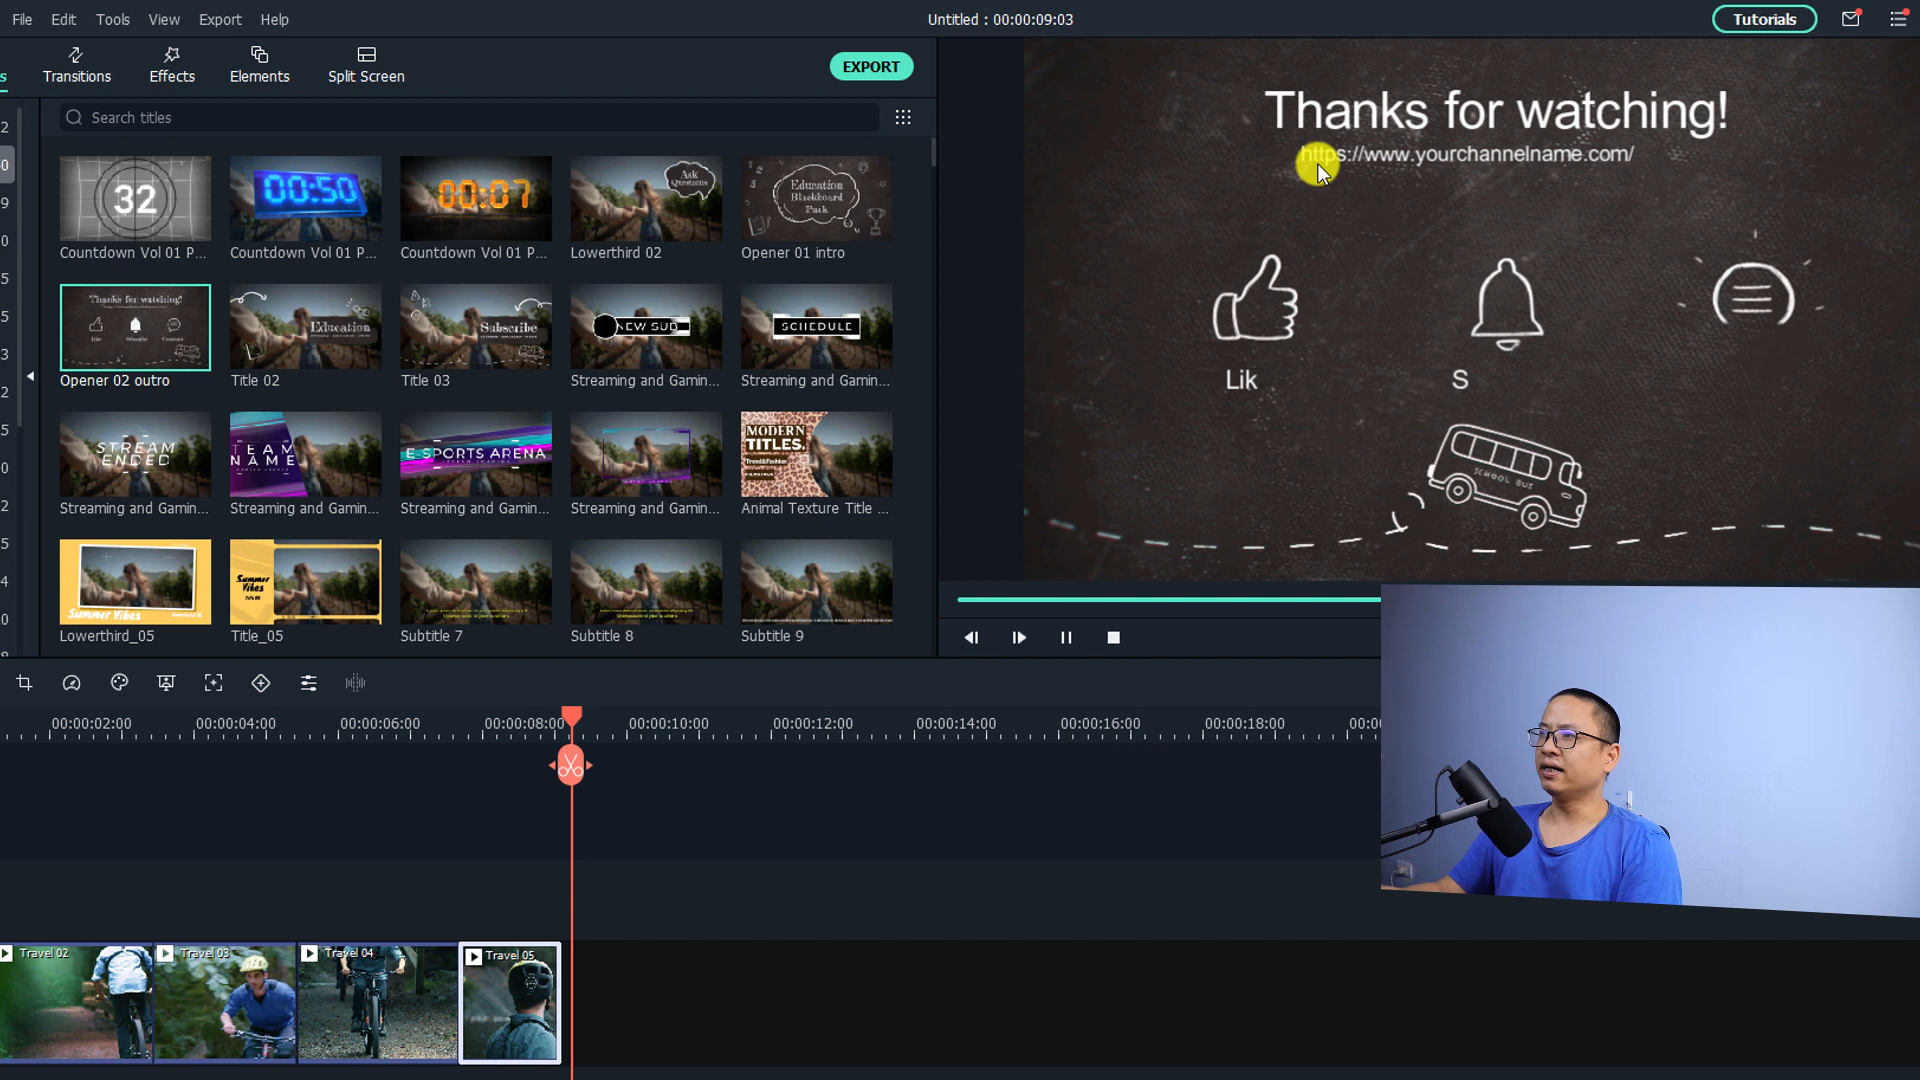 File Edit Tools View Export Help
Untitled : 00:00:09:03
Tutorials
Transitions Effects Elements Split Screen
EXPORT
Search titles
32
00:50
00:07
Ask Questions
Education
Blackboard
Pack
Countdown Vol 01 P... Countdown Vol 01 P... Countdown Vol 01 P... Lowerthird 02 Opener 01 intro
Thanks for watching!
Education
Subscribe
NEW SUB
SCHEDULE
Opener 02 outro Title 02 Title 03 Streaming and Gamin... Streaming and Gamin...
STREAM
ENDED
TEAM
NAME
E-SPORTS ARENA
MODERN
TITLES.
Streaming and Gamin... Streaming and Gamin... Streaming and Gamin... Streaming and Gamin... Animal Texture Title ...
Summer Vibes
Summer
Vibes
Lowerthird_05 Title_05 Subtitle 7 Subtitle 8 Subtitle 9
Thanks for watching!
https://www.yourchannelname.com/
Lik S
SCHOOL BUS
00:00:02:00 00:00:04:00 00:00:06:00 00:00:08:00 00:00:10:00 00:00:12:00 00:00:14:00 00:00:16:00 00:00:18:00 00:00
Travel 02 Travel 03 Travel 04 Travel 05